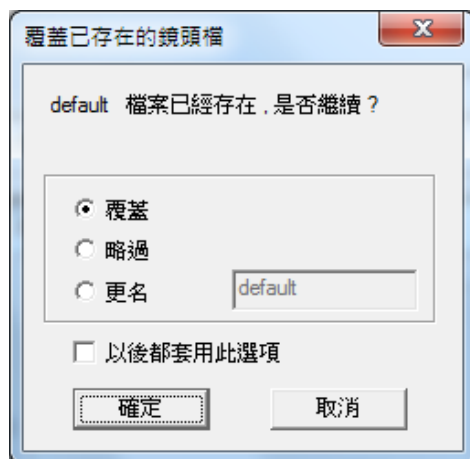 覆蓋已存在的鏡頭檔
default 檔案已經存在,是否繼續?
覆蓋
略過
更名 default
以後都套用此選項
確定 取消